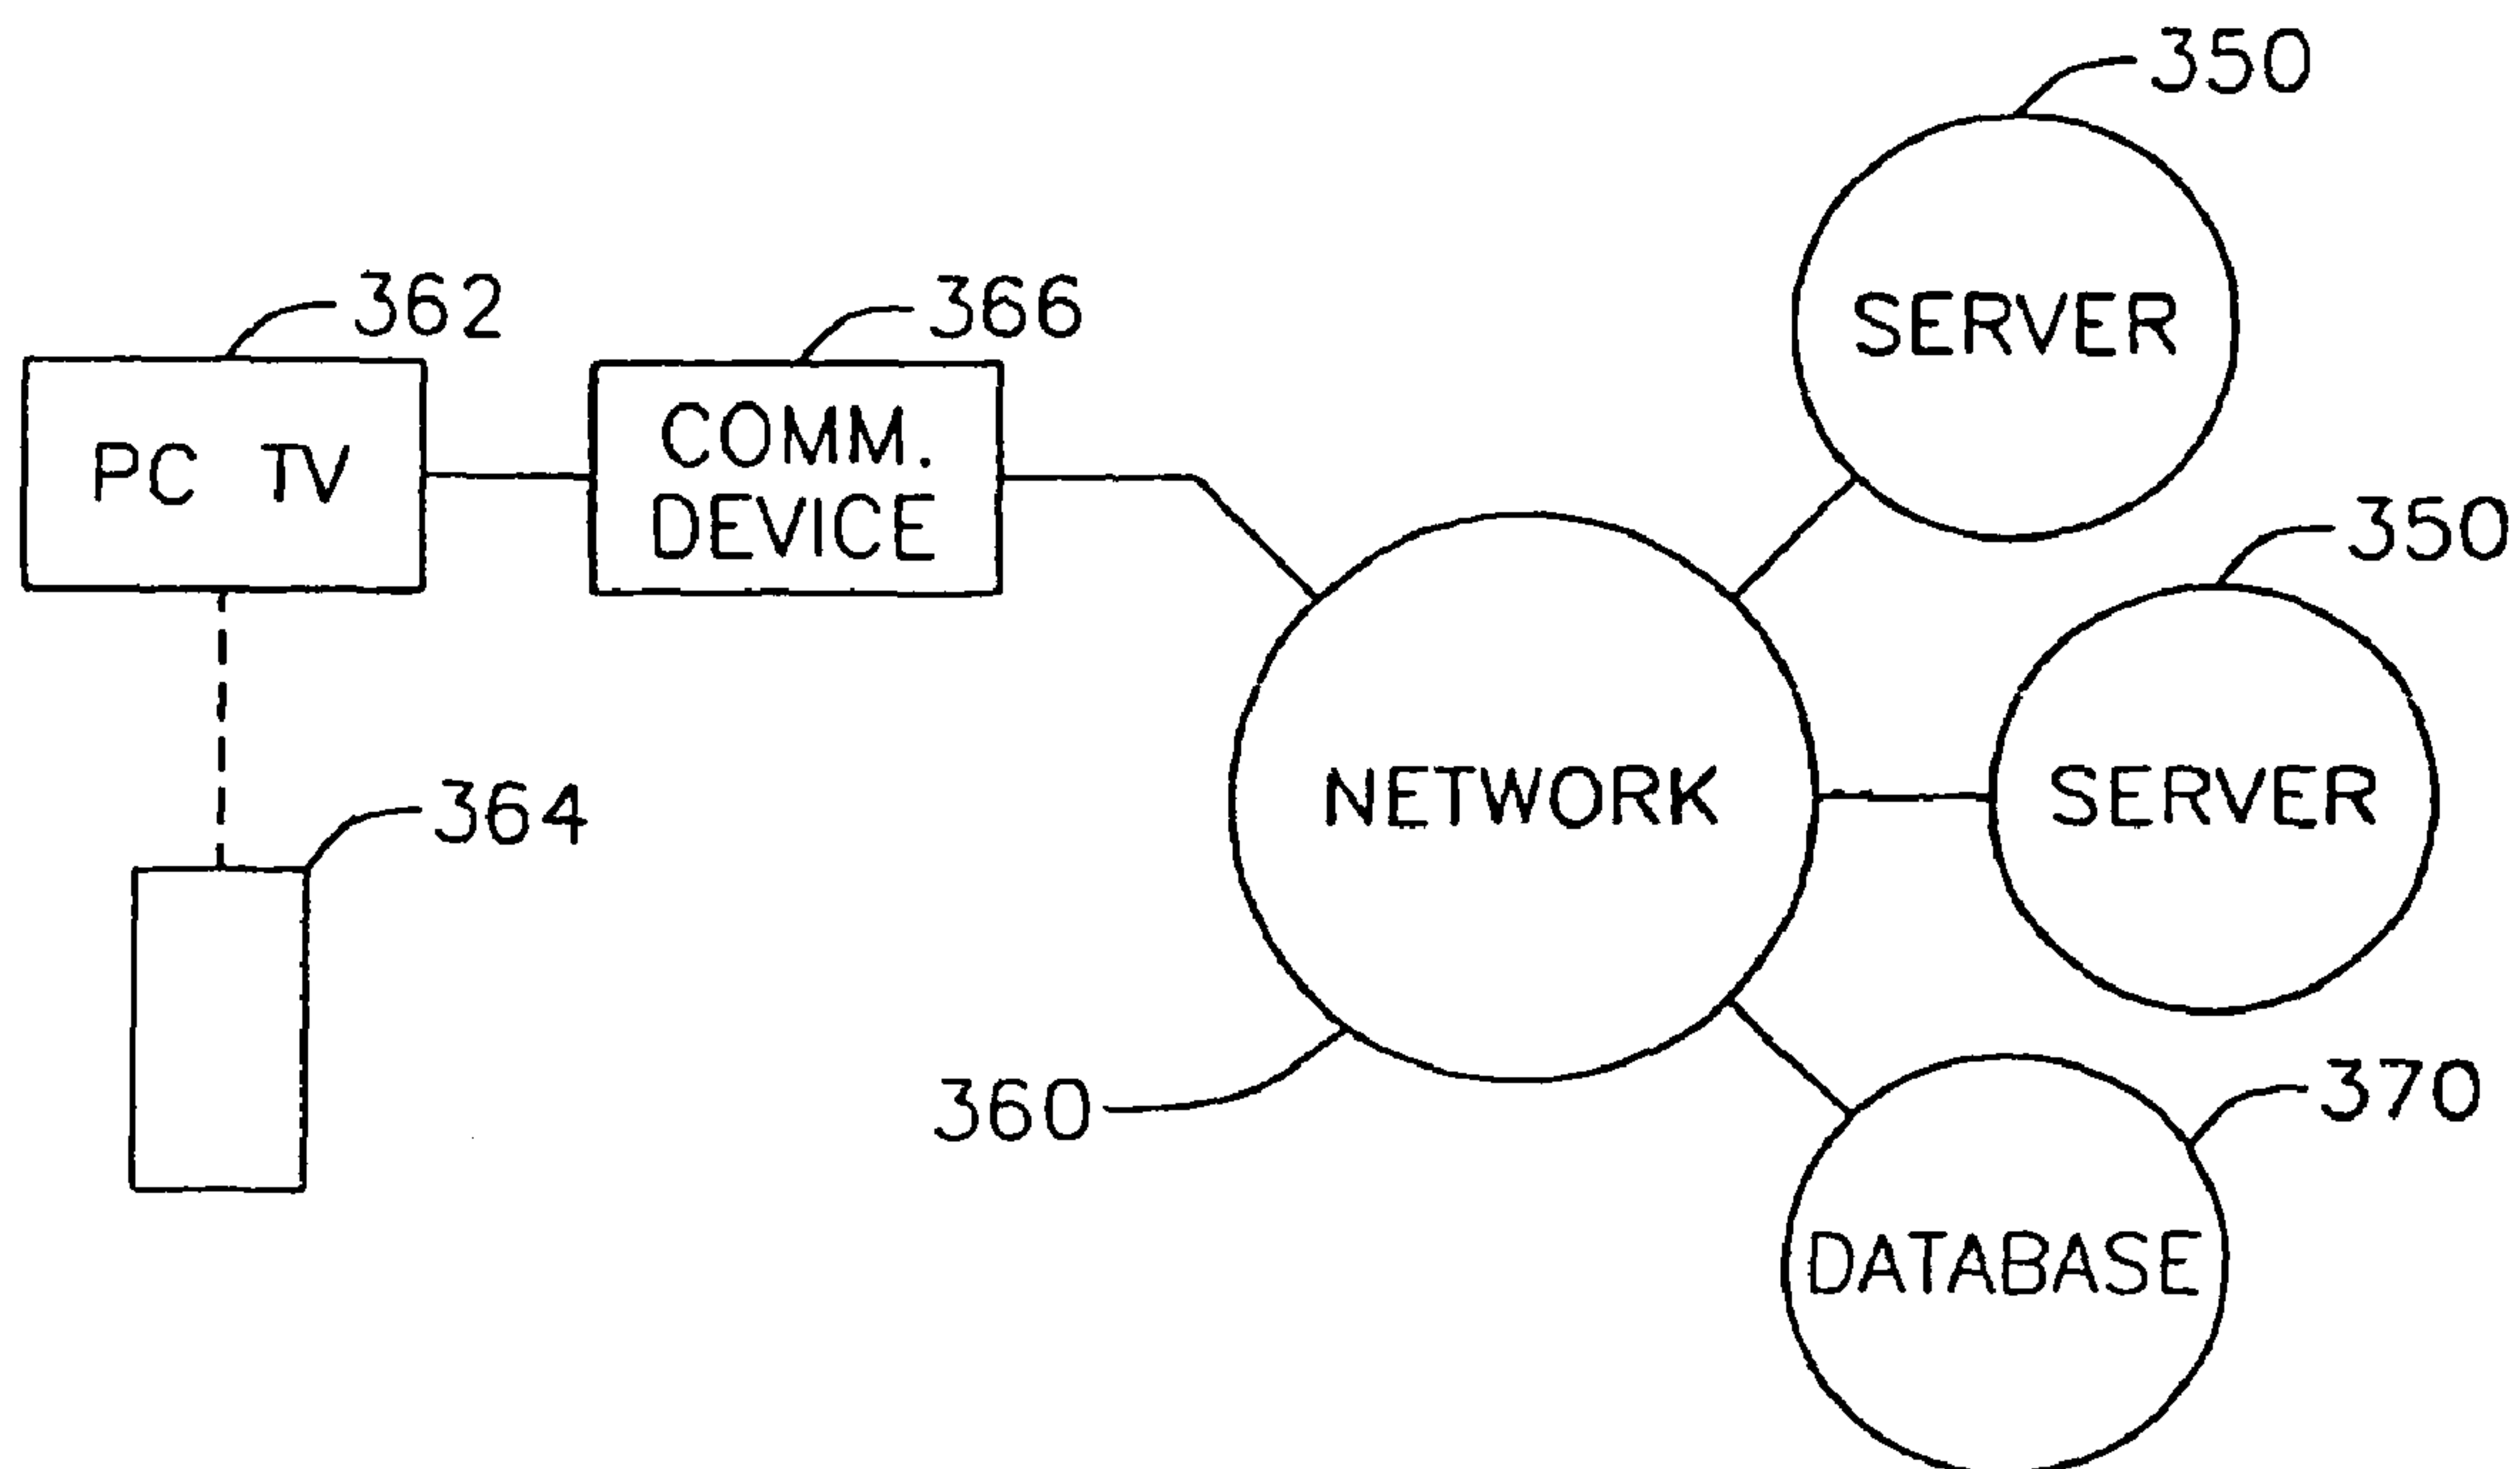 350
SERVER
362
366
PC TV
COMM.
DEVICE
350
NETWORK
SERVER
364
360
370
DATABASE